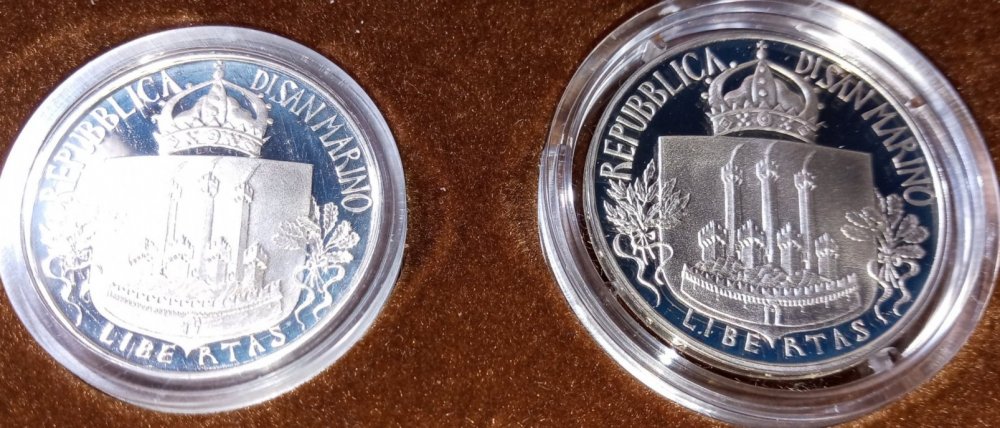 REPUBBLICA DI SAN MARINO
LIBERTAS
REPUBBLICA DI SAN MARINO
LIBERTAS